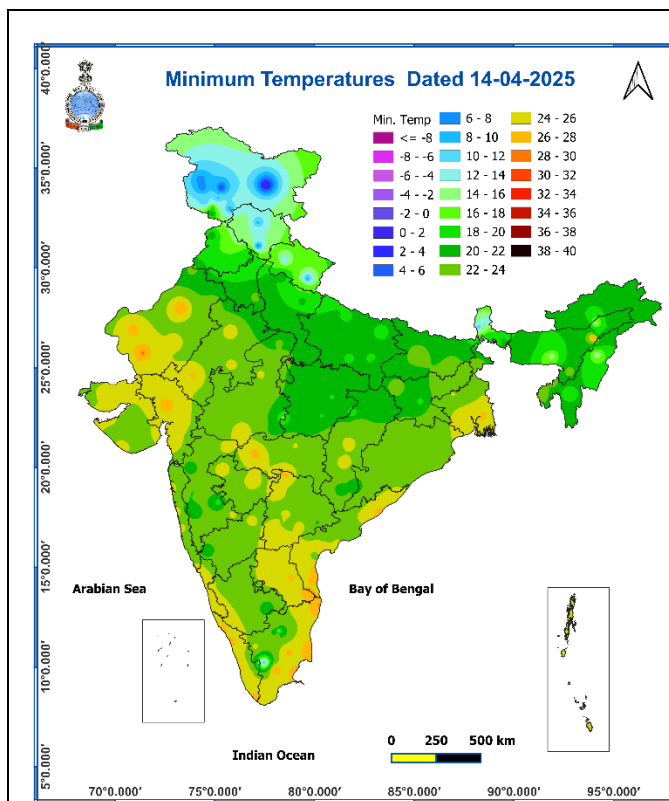 Minimum Temperatures Dated 14-04-2025
Min. Temp
<= -8
-8 - -6
-6 - -4
-4 - -2
-2 - 0
0 - 2
2 - 4
4 - 6
6 - 8
8 - 10
10 - 12
12 - 14
14 - 16
16 - 18
18 - 20
20 - 22
22 - 24
24 - 26
26 - 28
28 - 30
30 - 32
32 - 34
34 - 36
36 - 38
38 - 40
40°0.000'
35°0.000'
30°0.000'
25°0.000'
20°0.000'
15°0.000'
10°0.000'
5°0.000'
Arabian Sea
Bay of Bengal
Indian Ocean
0 250 500 km
70°0.000' 75°0.000' 80°0.000' 85°0.000' 90°0.000' 95°0.000'